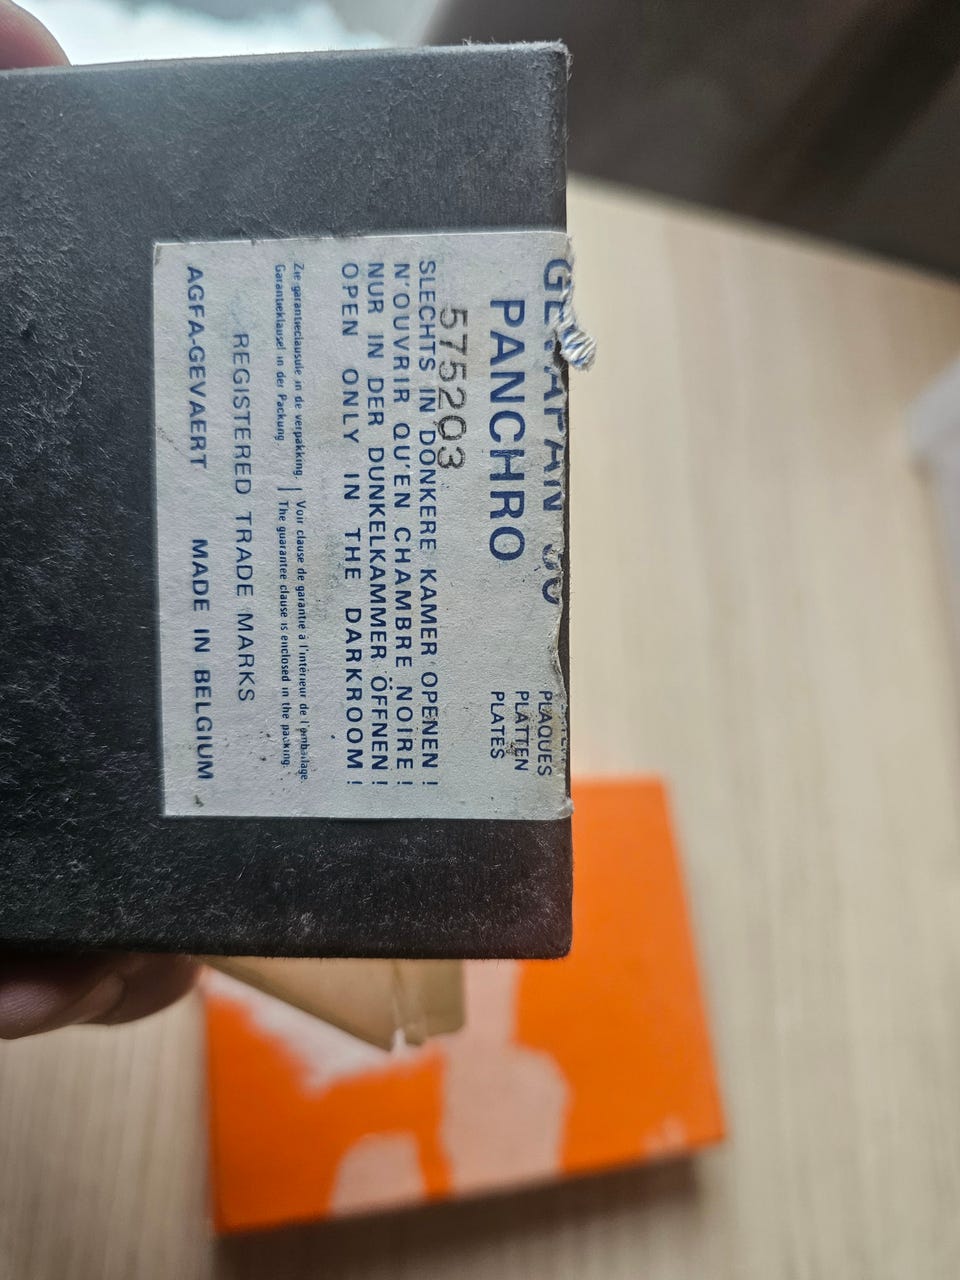 PANCHRO
PLAQUES
PLATTEN
PLATES
575203
SLECHTS IN DONKERE KAMER OPENEN!
N'OUVRIR QU'EN CHAMBRE NOIRE!
NUR IN DER DUNKELKAMMER ÖFFNEN!
OPEN ONLY IN THE DARKROOM!
Zie garantieclausule in de verpakking. | Voir clause de garantie à l'intérieur de l'emballage.
Garantieklausel in der Packung. | The guarantee clause is enclosed in the packing.
REGISTERED TRADE MARKS
AGFA-GEVAERT MADE IN BELGIUM